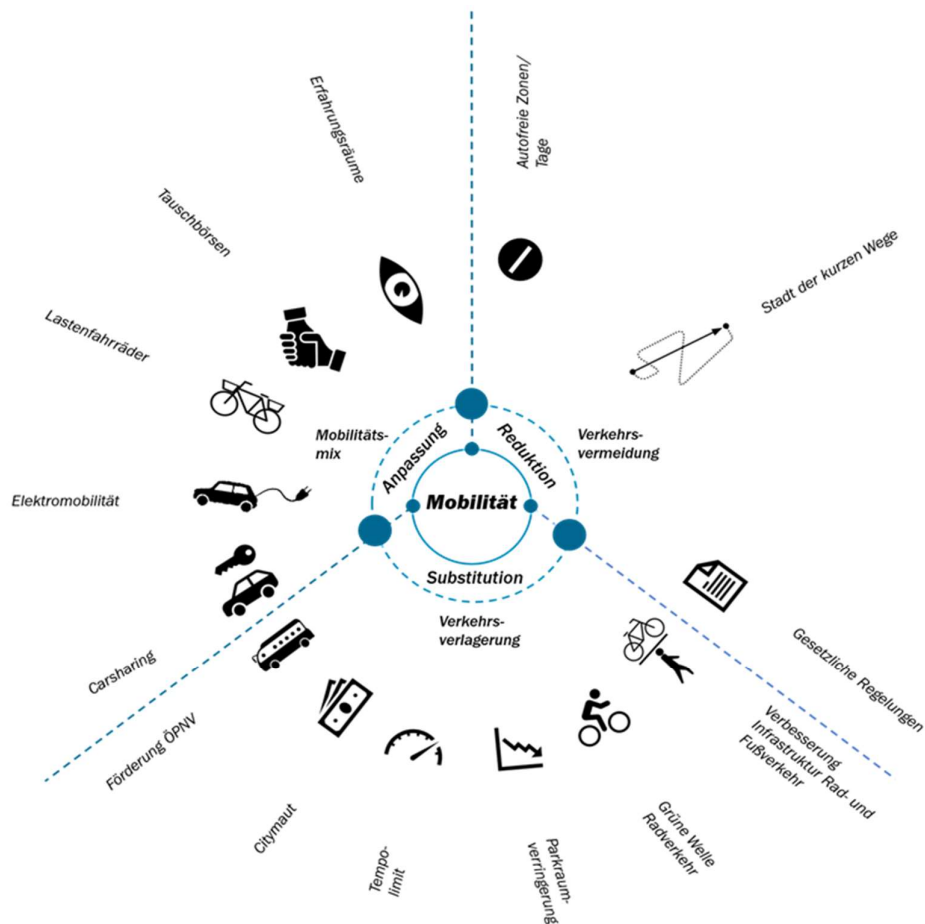 Autofreie Zonen/
Tage
Stadt der kurzen Wege
Erfahrungsräume
Tauschbörsen
Lastenfahrräder
Elektromobilität
Carsharing
Mobilitäts-
mix
Anpassung
Reduktion
Verkehrs-
vermeidung
Mobilität
Substitution
Verkehrs-
verlagerung
Gesetzliche Regelungen
Verbesserung
Infrastruktur Rad- und
Fußverkehr
Grüne Welle
Radverkehr
Parkraum-
verringerung
Tempo-
limit
Citymaut
Förderung ÖPNV